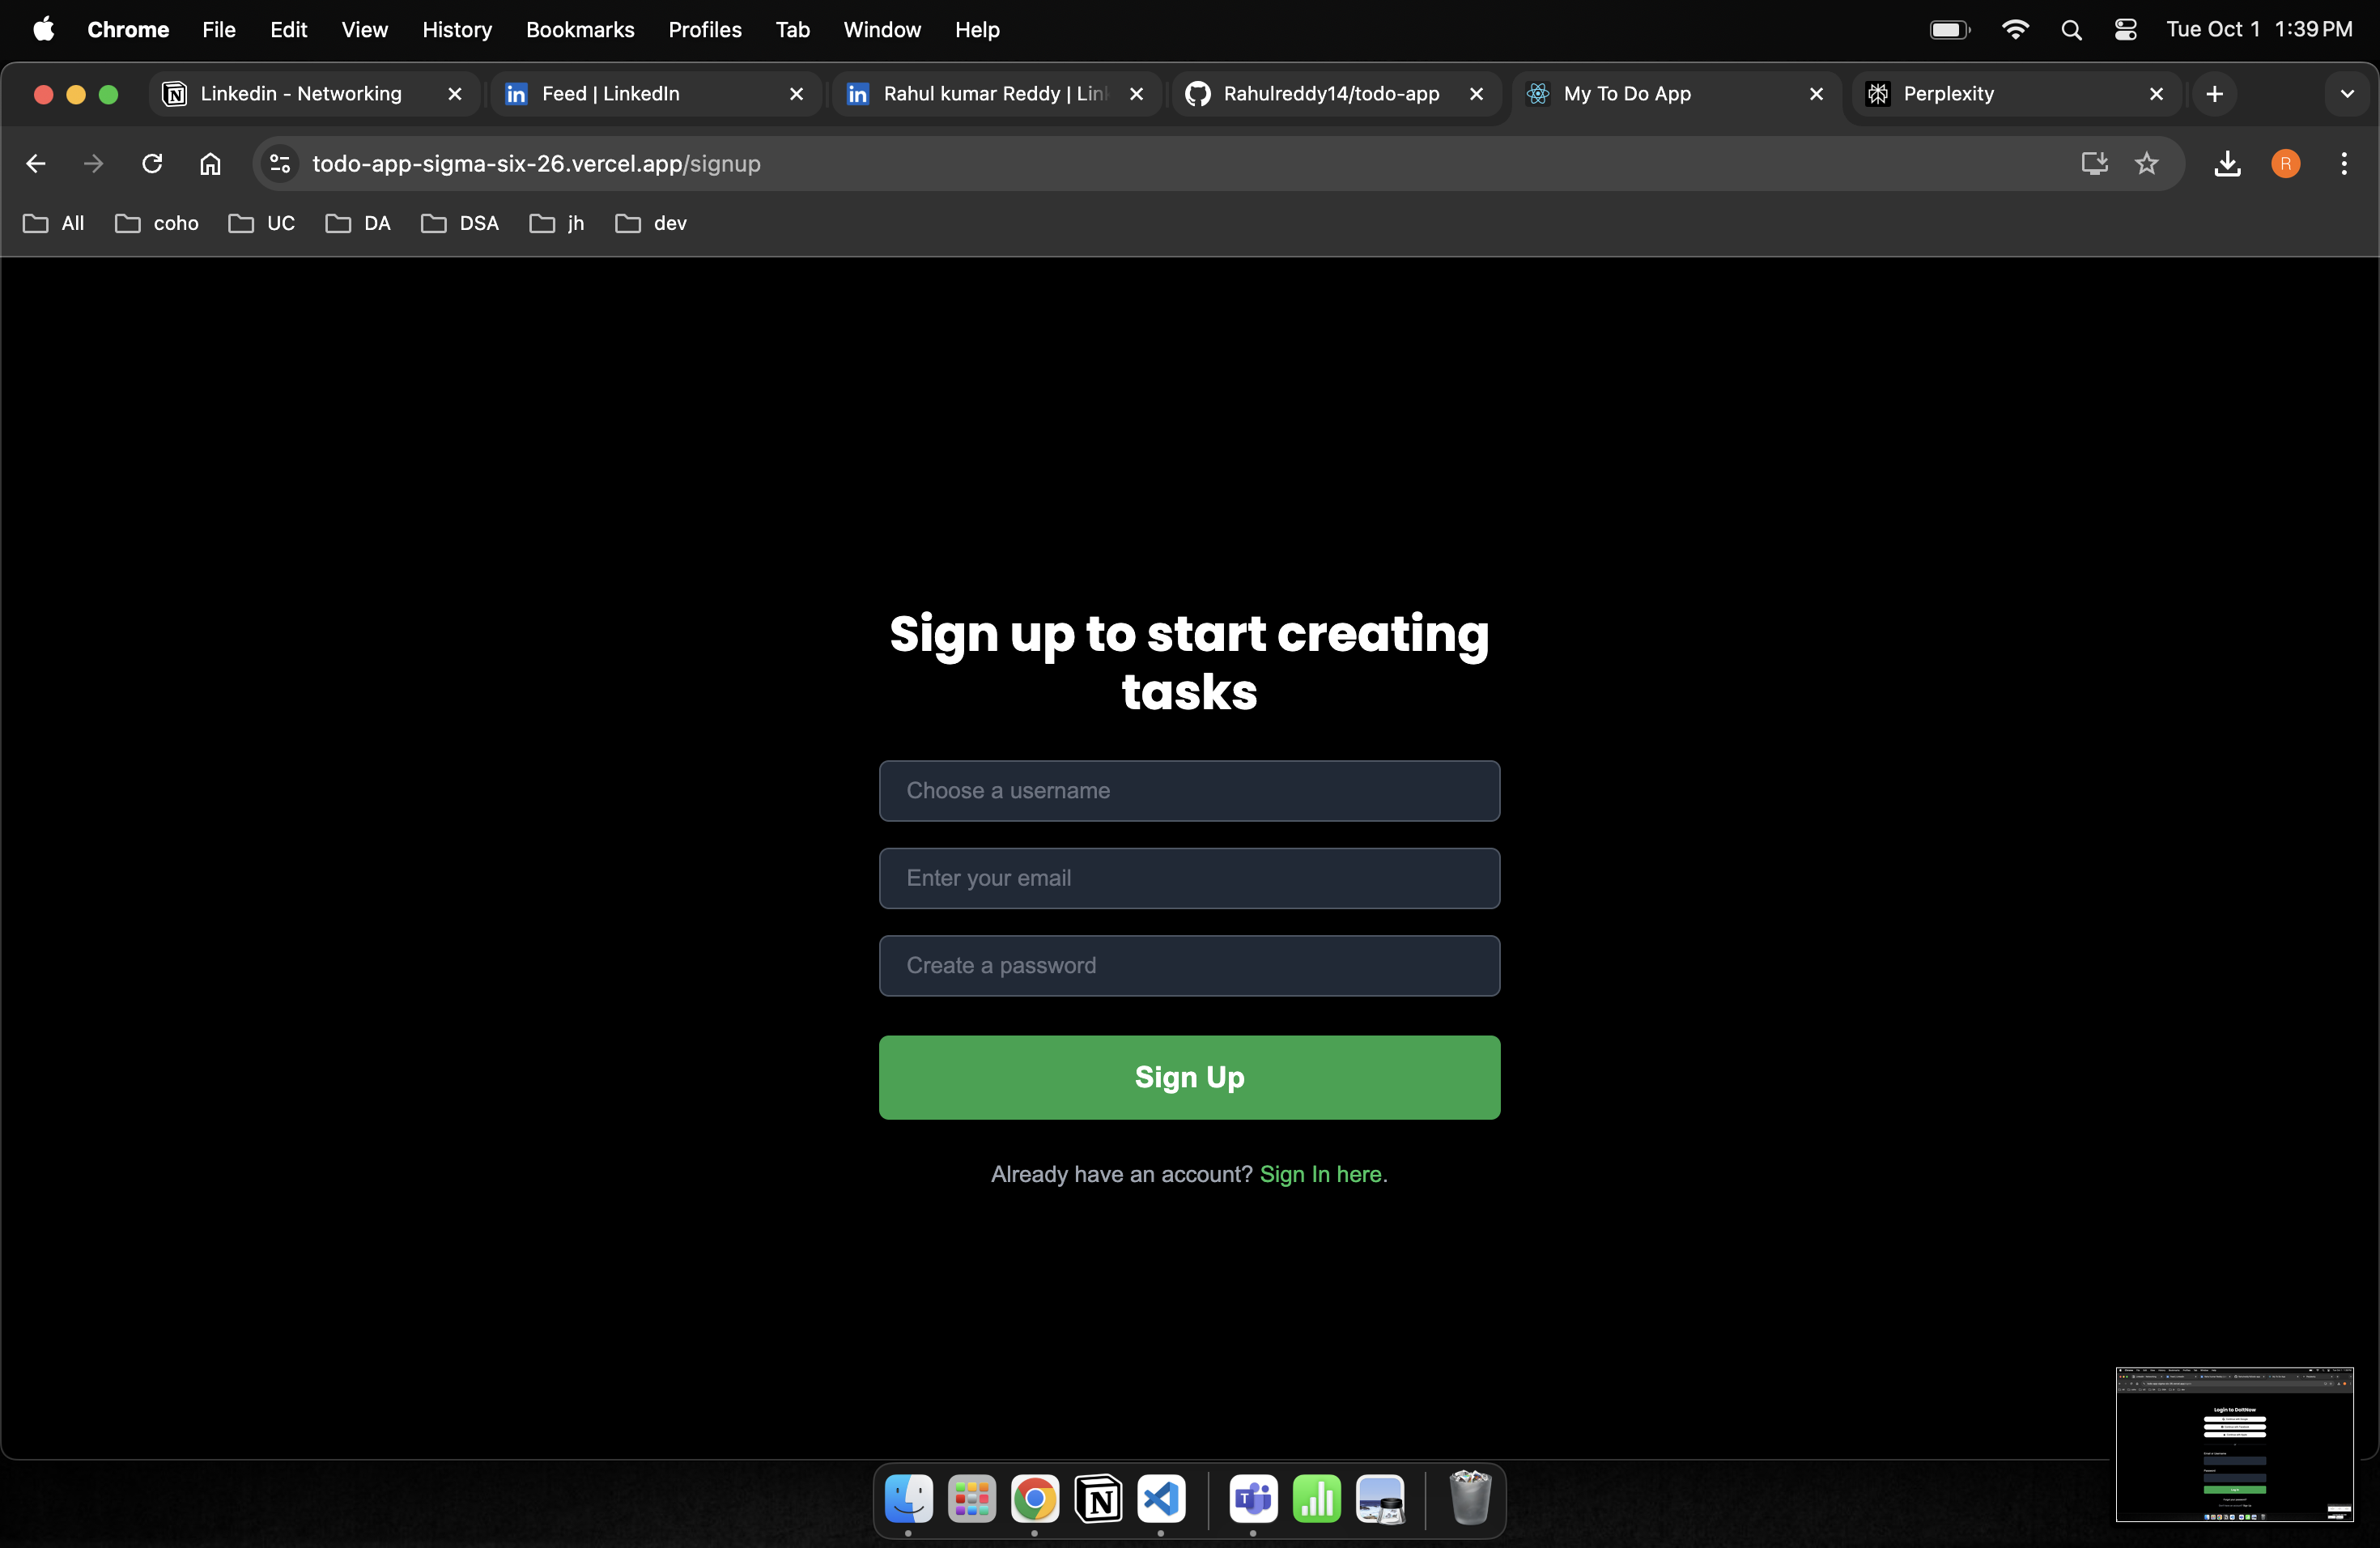 Chrome File Edit View History Bookmarks Profiles Tab Window Help Tue Oct 1 1:39 PM
Linkedin - Networking Feed | LinkedIn Rahul kumar Reddy | Lin Rahulreddy14/todo-app My To Do App Perplexity
todo-app-sigma-six-26.vercel.app/signup R
All coho UC DA DSA jh dev
Sign up to start creating
tasks
Choose a username
Enter your email
Create a password
Sign Up
Already have an account? Sign In here.
Login to DoItNow